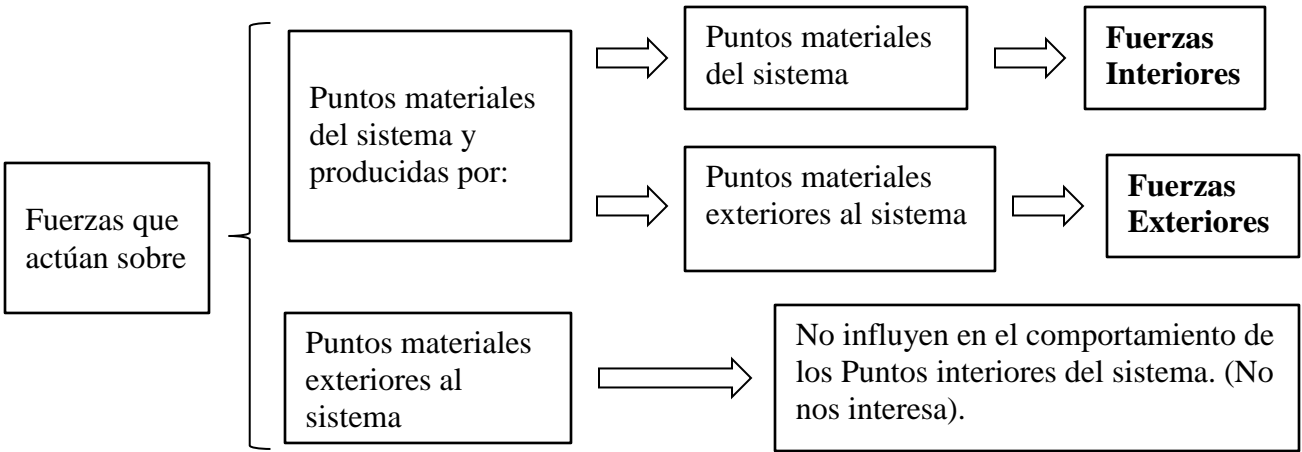 Fuerzas que
actúan sobre
Puntos materiales
del sistema y
producidas por:
Puntos materiales
del sistema
Fuerzas
Interiores
Puntos materiales
exteriores al sistema
Fuerzas
Exteriores
Puntos materiales
exteriores al
sistema
No influyen en el comportamiento de
los Puntos interiores del sistema. (No
nos interesa).